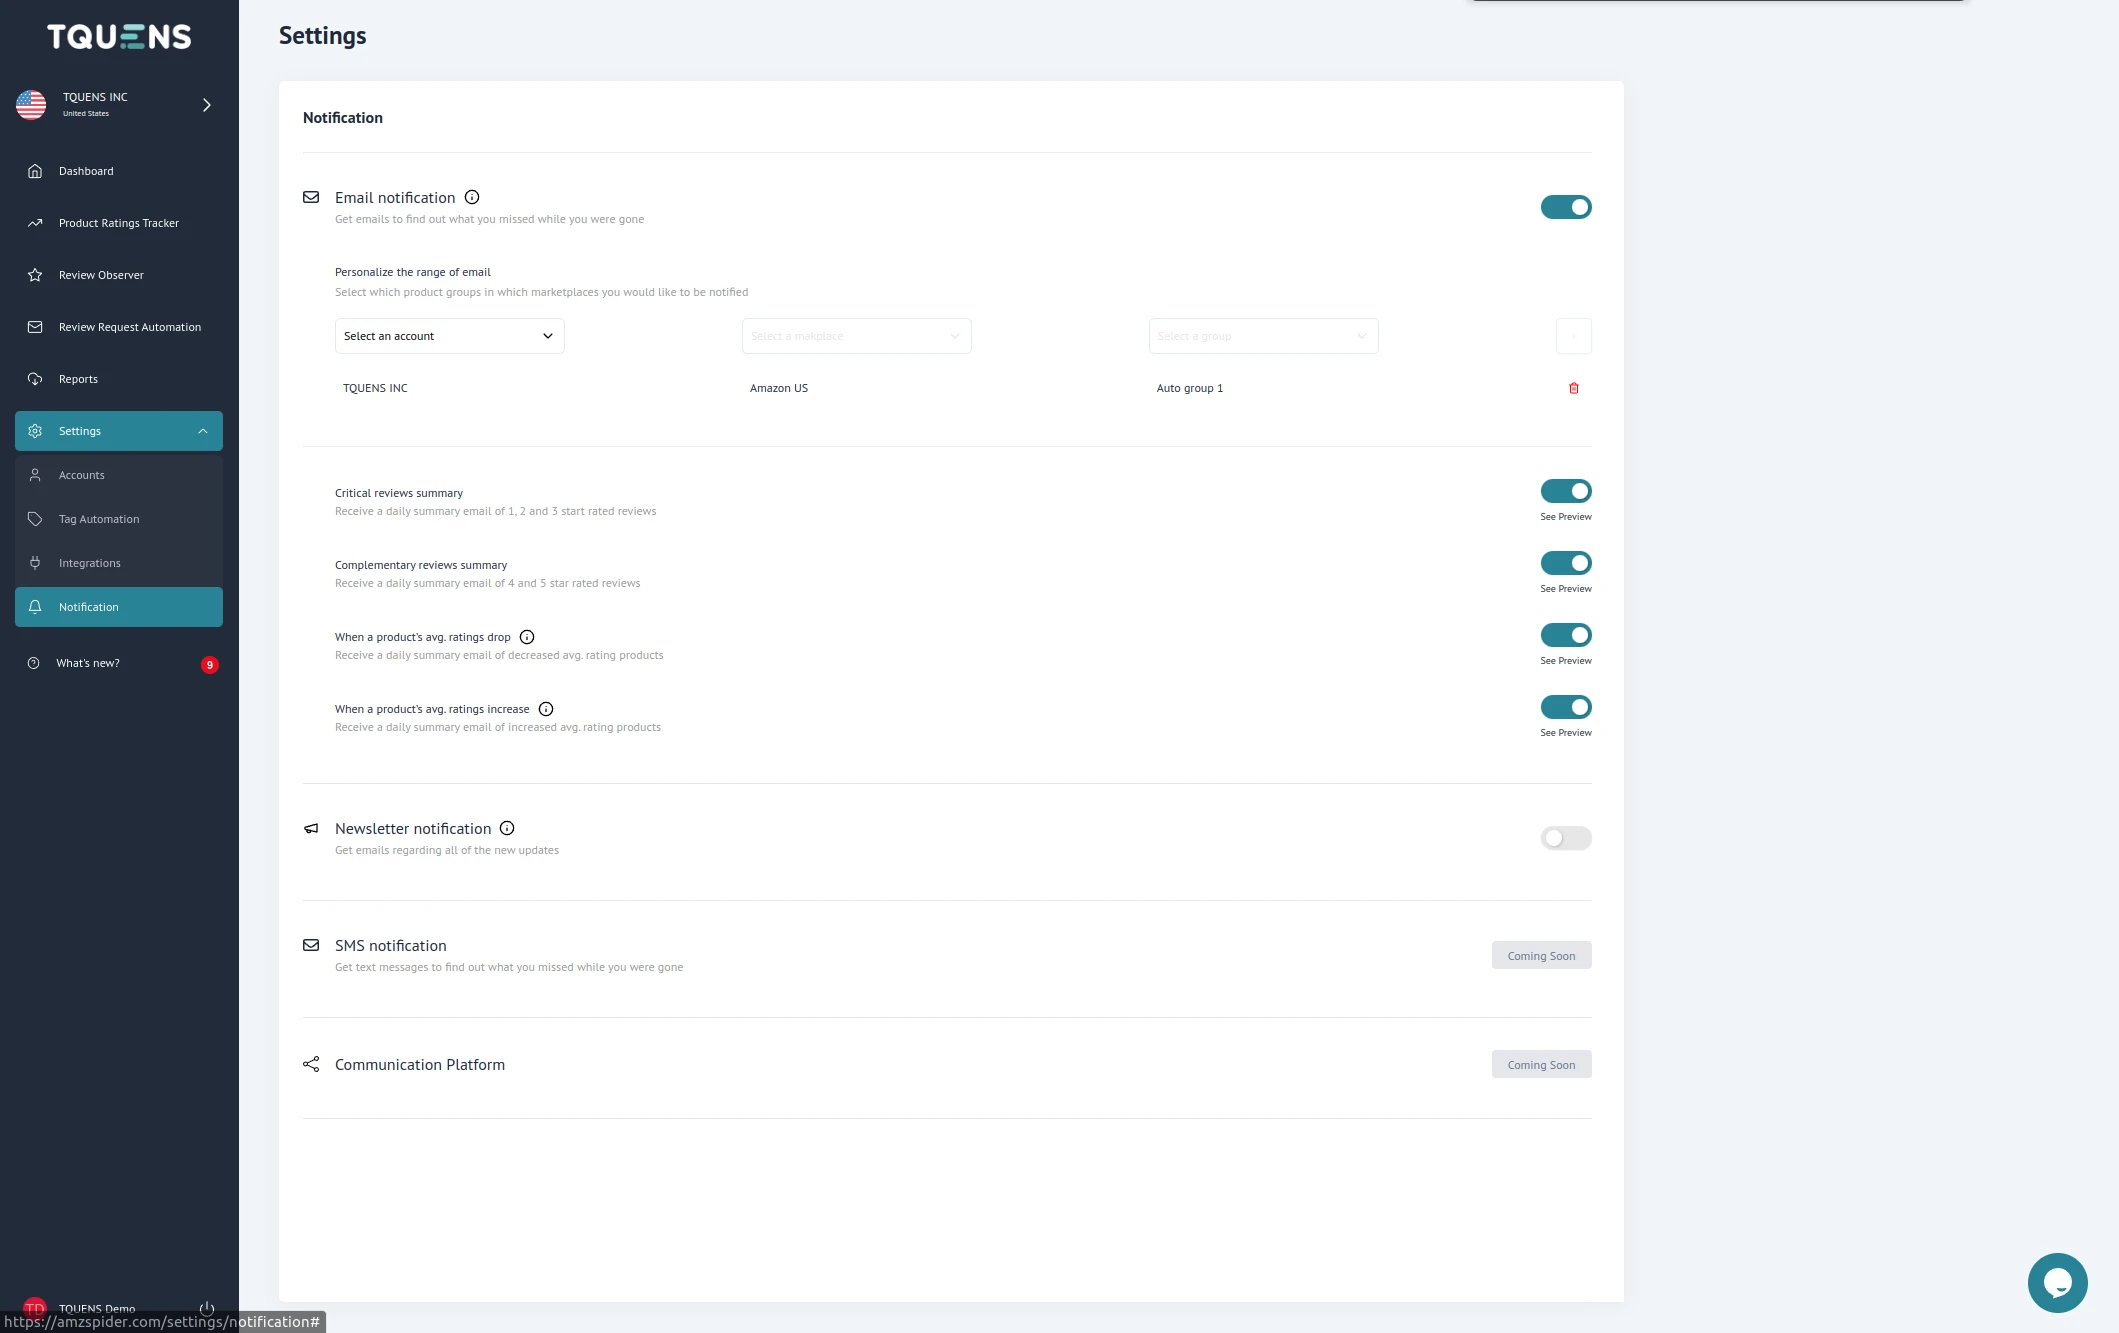 TQUENS
TQUENS INC
United States
Dashboard
Product Ratings Tracker
Review Observer
Review Request Automation
Reports
Settings
Accounts
Tag Automation
Integrations
Notification
What's new?
9
TD
TQUENS Demo
https://amzspider.com/settings/notification#
Settings
Notification
Email notification
Get emails to find out what you missed while you were gone
Personalize the range of email
Select which product groups in which marketplaces you would like to be notified
Select an account
Select a makplace
Select a group
TQUENS INC
Amazon US
Auto group 1
Critical reviews summary
Receive a daily summary email of 1, 2 and 3 start rated reviews
See Preview
Complementary reviews summary
Receive a daily summary email of 4 and 5 star rated reviews
See Preview
When a product's avg. ratings drop
Receive a daily summary email of decreased avg. rating products
See Preview
When a product's avg. ratings increase
Receive a daily summary email of increased avg. rating products
See Preview
Newsletter notification
Get emails regarding all of the new updates
SMS notification
Get text messages to find out what you missed while you were gone
Coming Soon
Communication Platform
Coming Soon